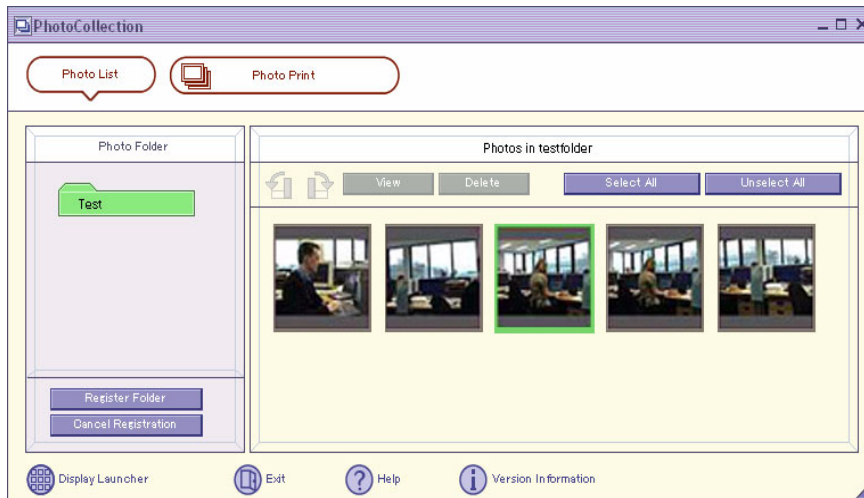 PhotoCollection
Photo List
Photo Print
Photo Folder
Photos in testfolder
View
Delete
Select All
Unselect All
Test
Register Folder
Cancel Registration
Display Launcher
Exit
Help
Version Information